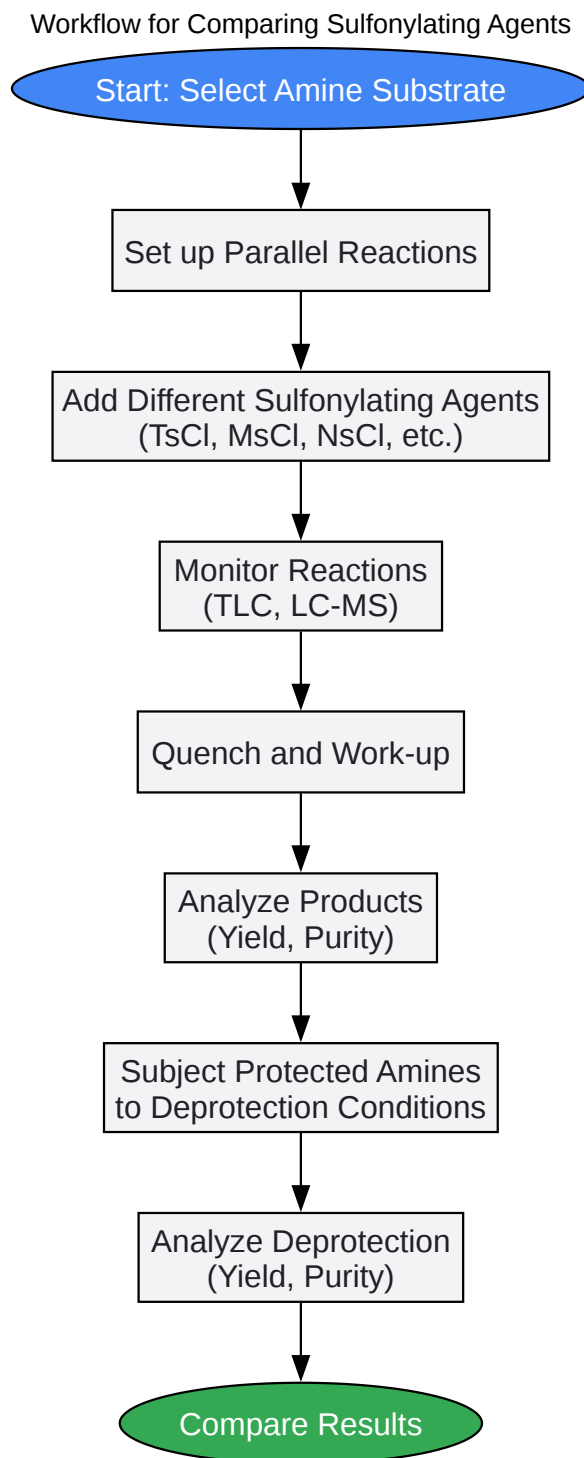 Workflow for Comparing Sulfonylating Agents
Start: Select Amine Substrate
Set up Parallel Reactions
Add Different Sulfonylating Agents
(TsCl, MsCl, NsCl, etc.)
Monitor Reactions
(TLC, LC-MS)
Quench and Work-up
Analyze Products
(Yield, Purity)
Subject Protected Amines
to Deprotection Conditions
Analyze Deprotection
(Yield, Purity)
Compare Results